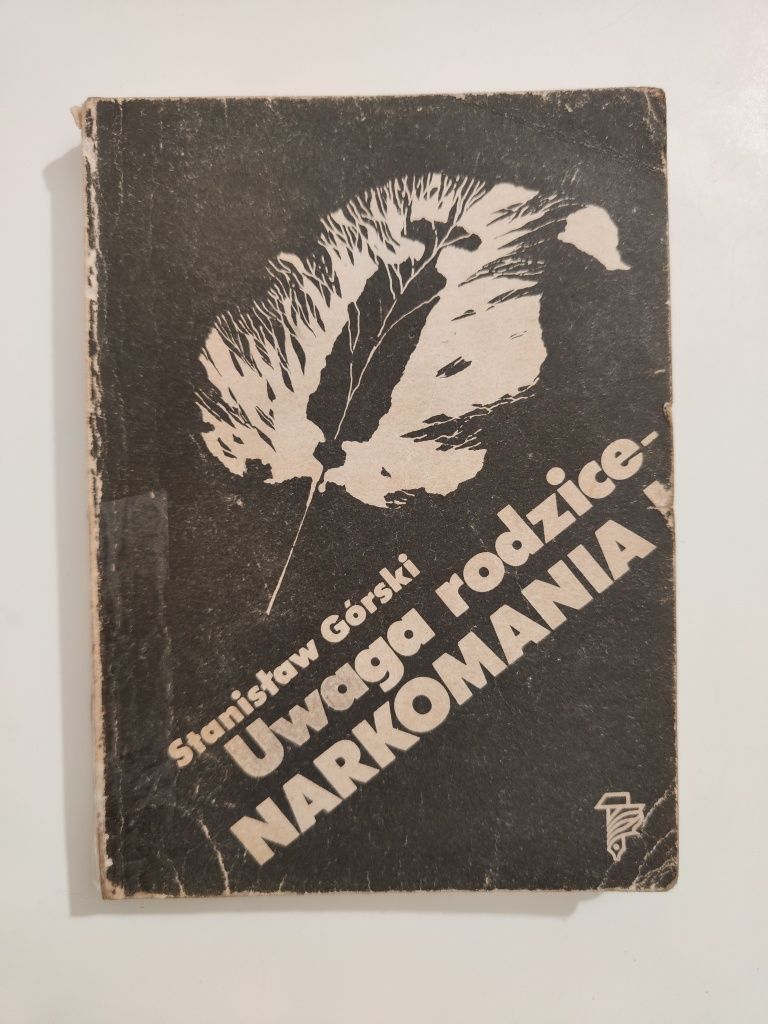 Stanisław Górski
Uwaga rodzice-
NARKOMANIA!